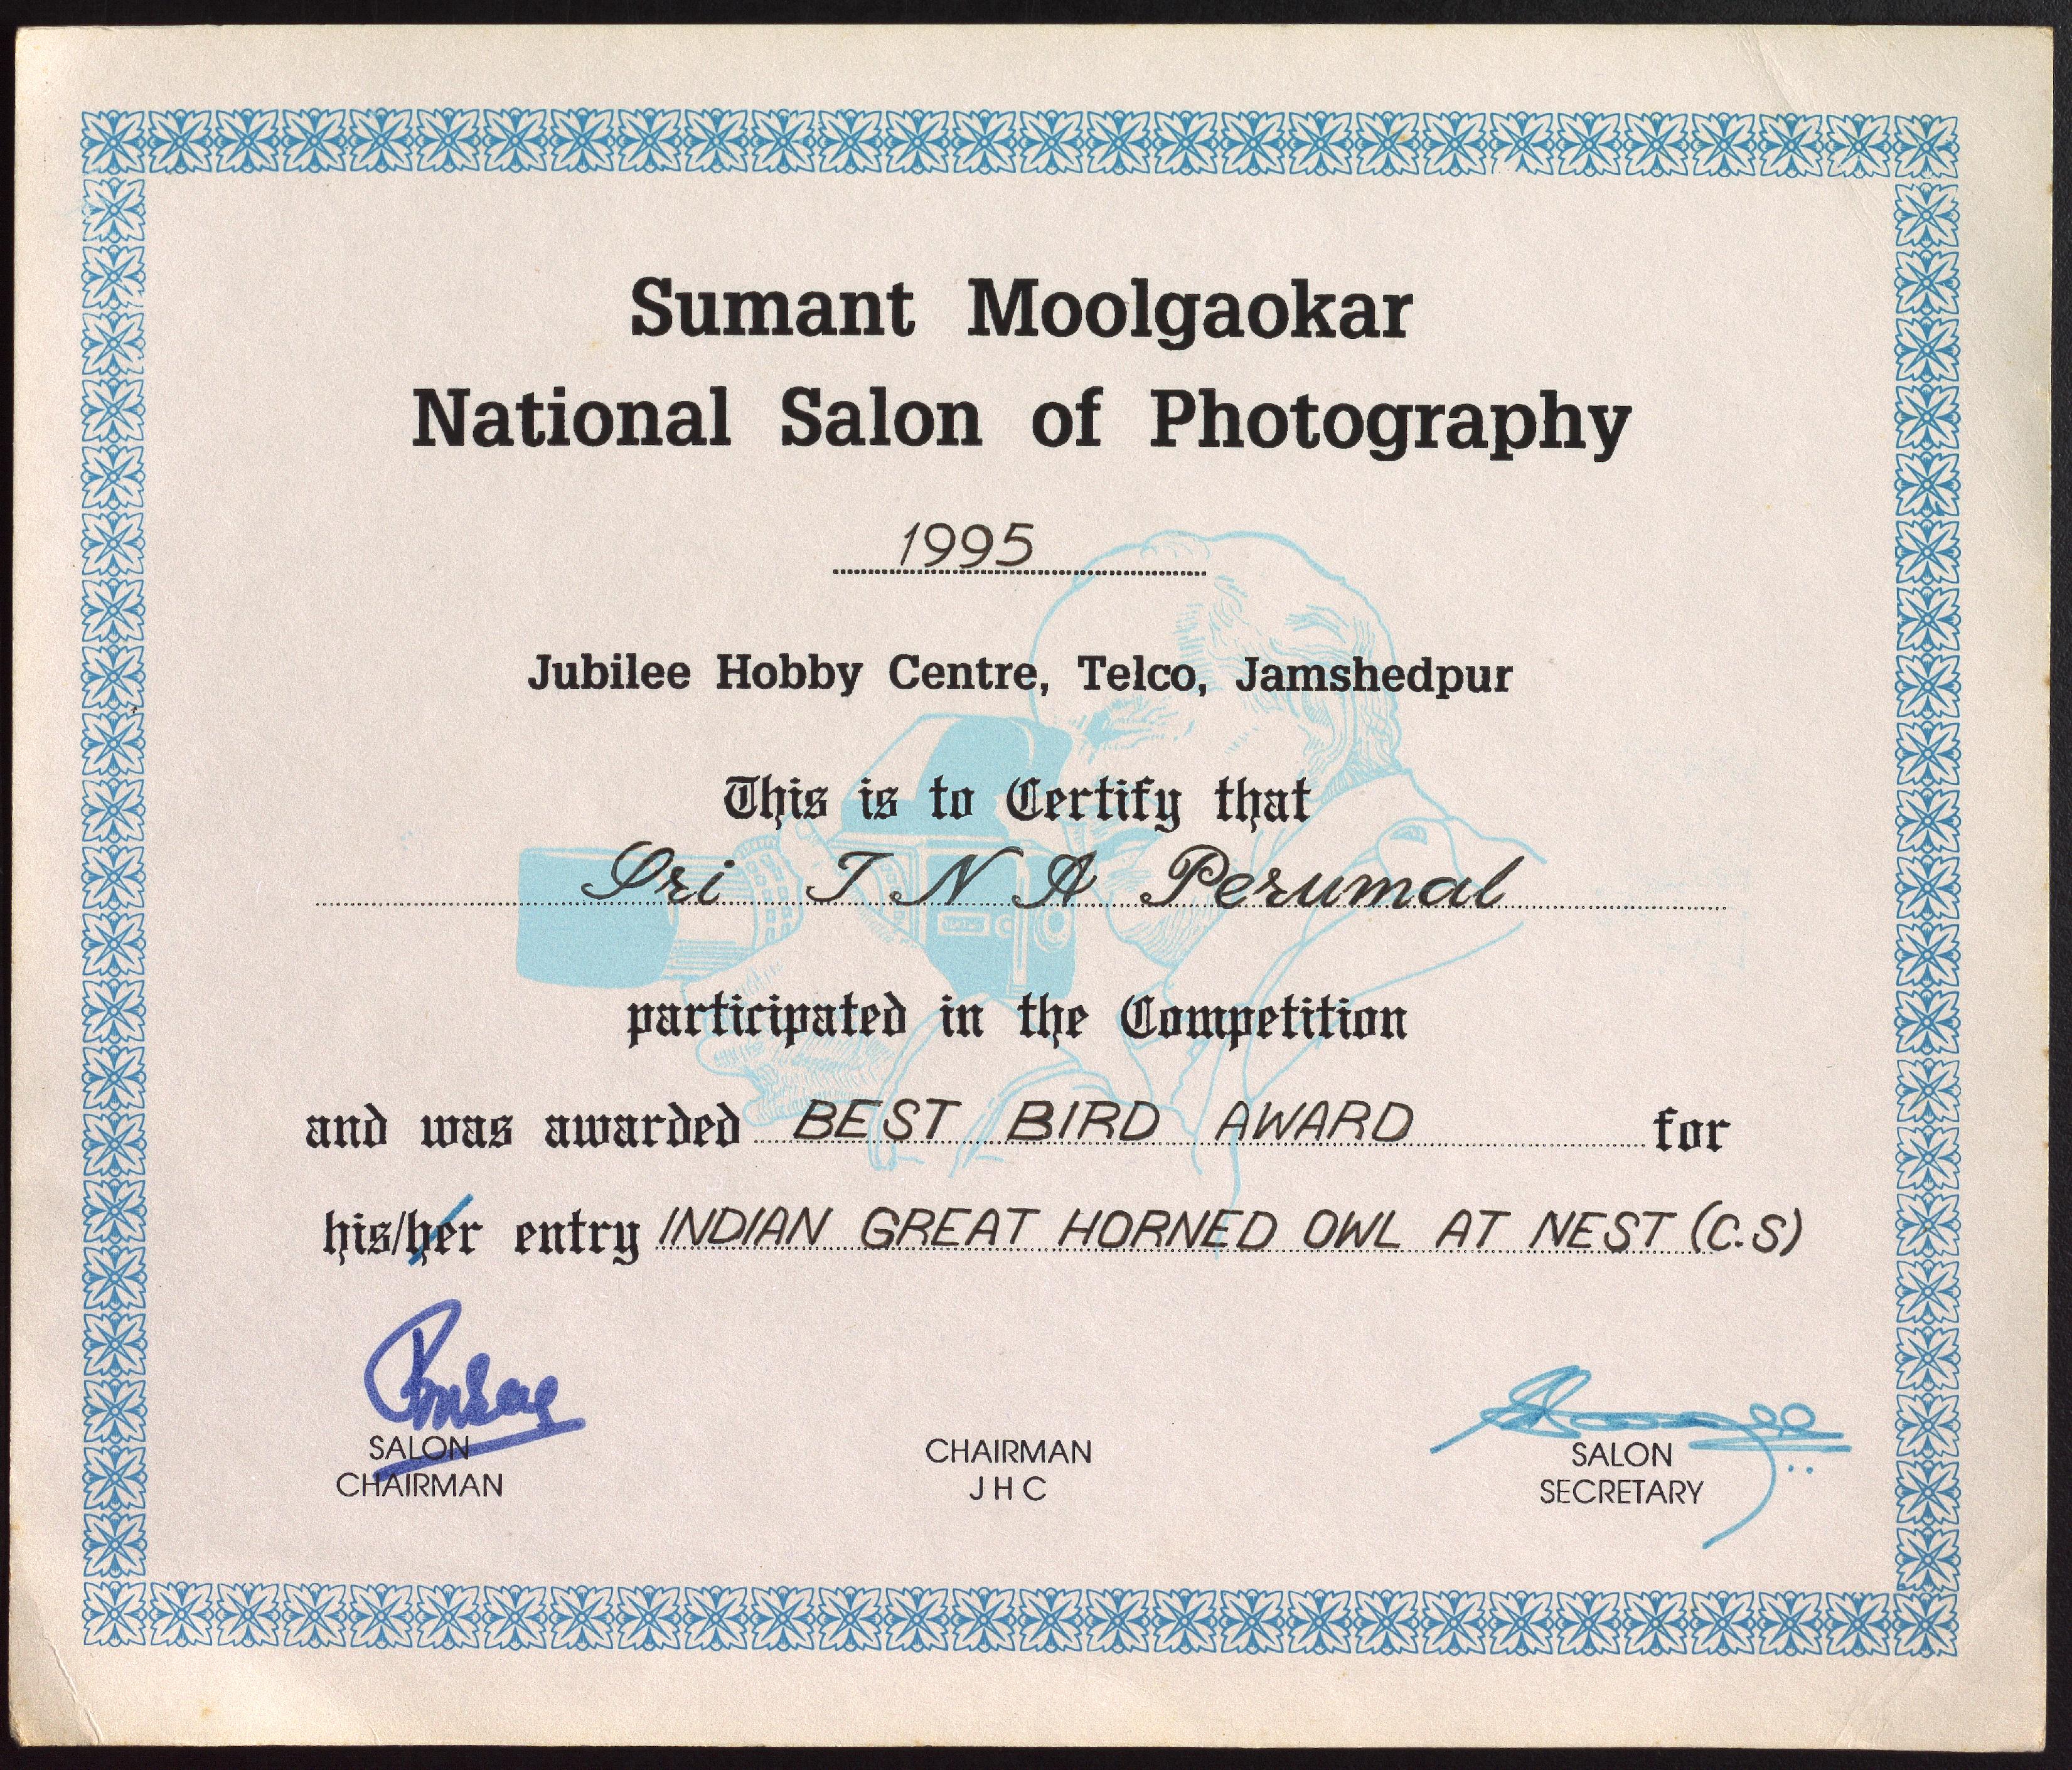 Sumant Moolgaokar
National Salon of Photography
1995
Jubilee Hobby Centre, Telco, Jamshedpur
This is to Certify that
Sri T N A Perumal
participated in the Competition
and was awarded BEST BIRD AWARD for
his/her entry INDIAN GREAT HORNED OWL AT NEST (C.S)
SALON
CHAIRMAN
CHAIRMAN
J H C
SALON
SECRETARY